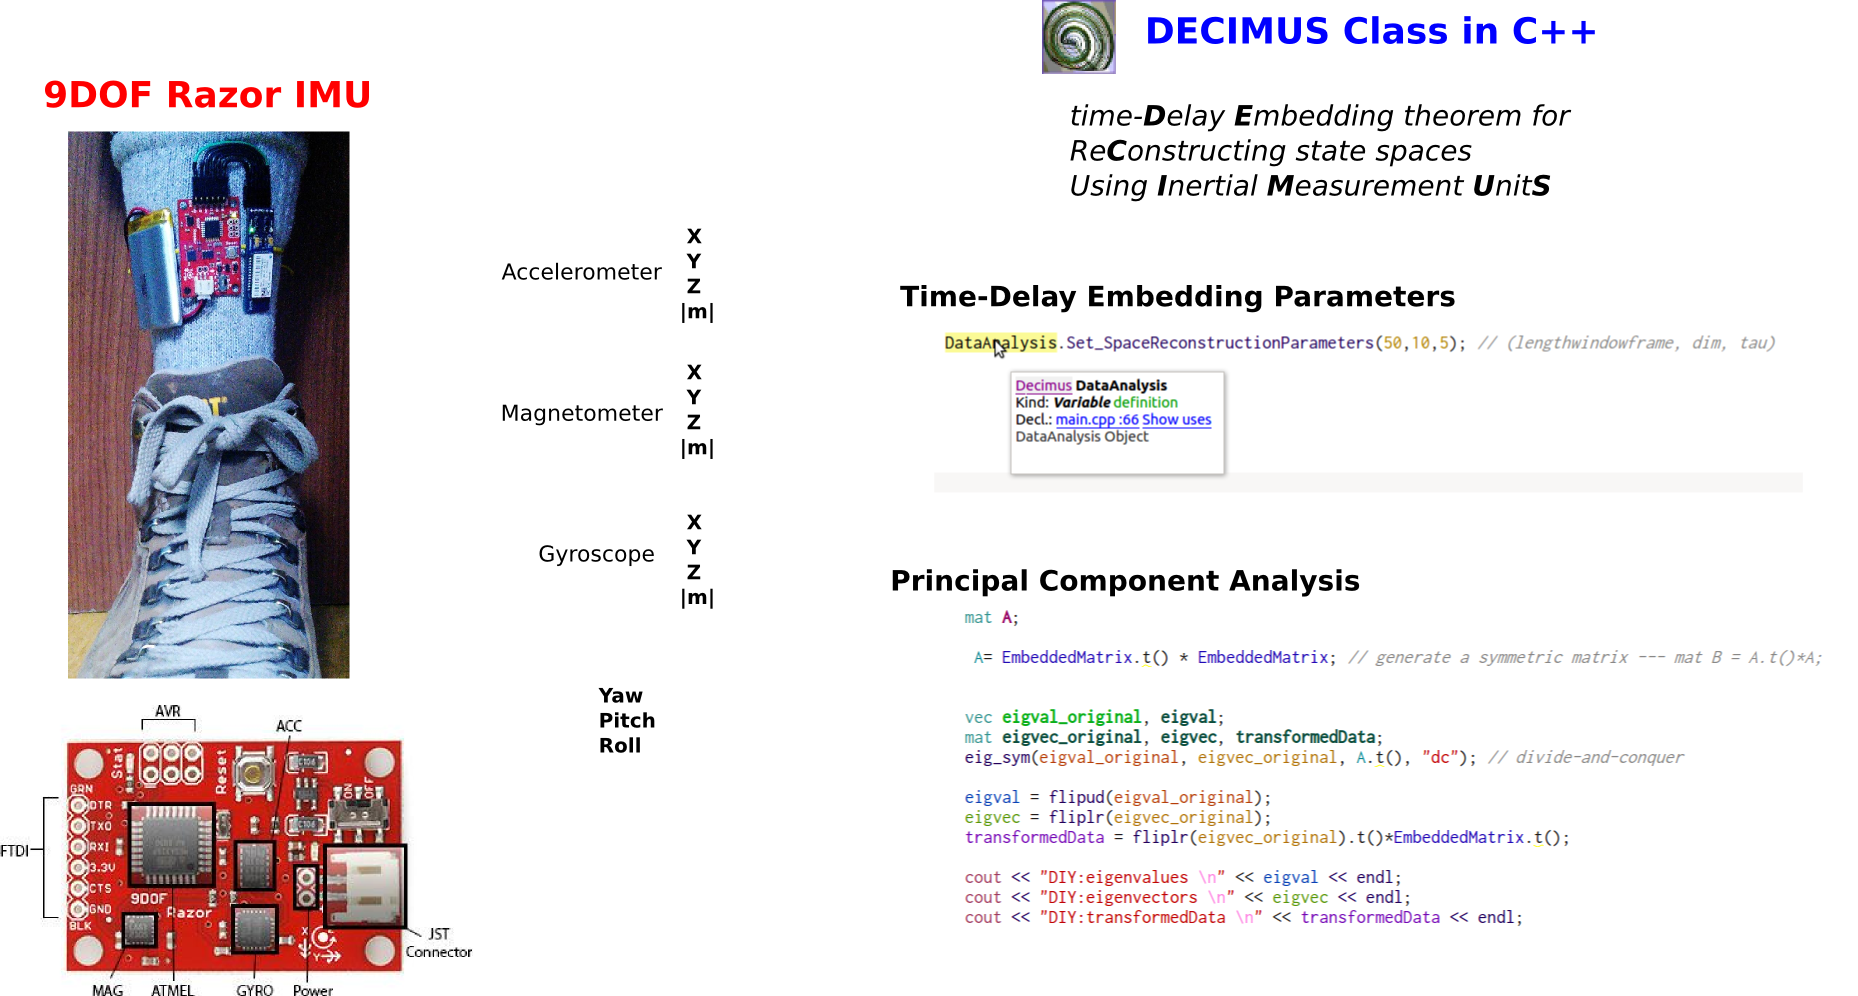 9DOF Razor IMU
Accelerometer
X
Y
Z
|m|
Magnetometer
X
Y
Z
|m|
Gyroscope
X
Y
Z
|m|
Yaw
Pitch
Roll
AVR
ACC
Stat
Reset
ON
OFF
C106
C106
GRN
DTR
TXO
RXI
3.3V
CTS
GND
BLK
FTDI
9DOF
Razor
X
Y
JST
Connector
MAG
ATMEL
GYRO
Power
DECIMUS Class in C++
time-Delay Embedding theorem for
ReConstructing state spaces
Using Inertial Measurement UnitS
Time-Delay Embedding Parameters
DataAnalysis.Set_SpaceReconstructionParameters(50,10,5); // (lengthwindowframe, dim, tau)
Decimus DataAnalysis
Kind: Variable definition
Decl.: main.cpp :66 Show uses
DataAnalysis Object
Principal Component Analysis
mat A;
A= EmbeddedMatrix.t() * EmbeddedMatrix; // generate a symmetric matrix --- mat B = A.t()*A;
vec eigval_original, eigval;
mat eigvec_original, eigvec, transformedData;
eig_sym(eigval_original, eigvec_original, A.t(), "dc"); // divide-and-conquer
eigval = flipud(eigval_original);
eigvec = fliplr(eigvec_original);
transformedData = fliplr(eigvec_original).t()*EmbeddedMatrix.t();
cout << "DIY:eigenvalues \n" << eigval << endl;
cout << "DIY:eigenvectors \n" << eigvec << endl;
cout << "DIY:transformedData \n" << transformedData << endl;